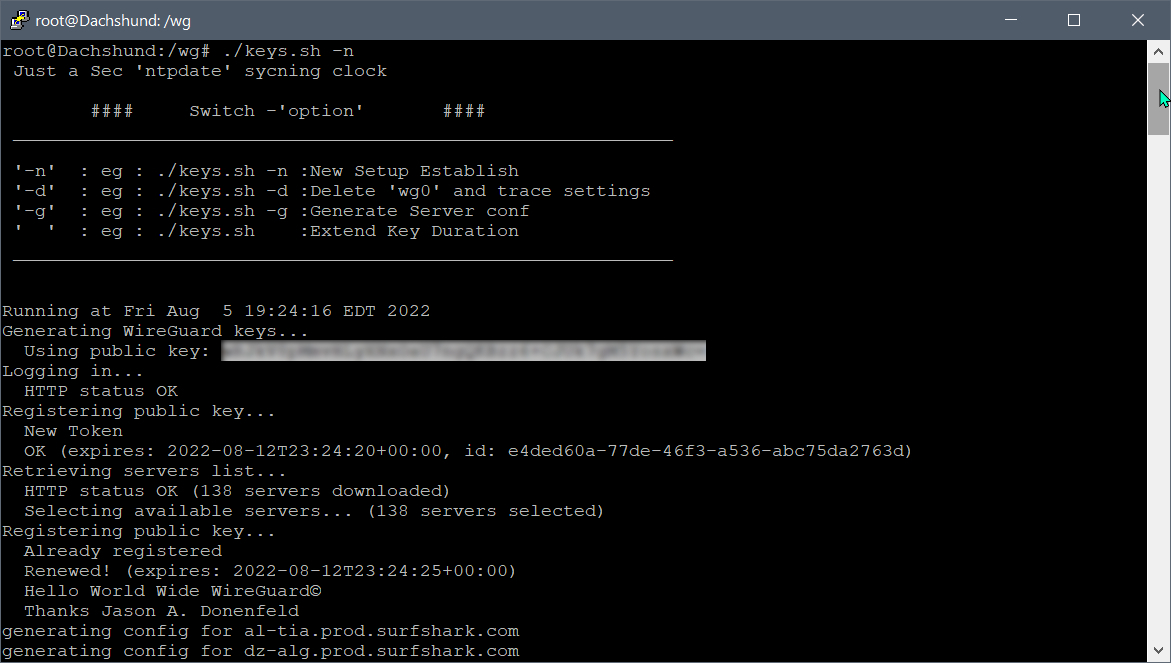 root@Dachshund: /wg
root@Dachshund:/wg# ./keys.sh -n
Just a Sec 'ntpdate' sycning clock
#### Switch -'option' ####
'-n' : eg : ./keys.sh -n :New Setup Establish
'-d' : eg : ./keys.sh -d :Delete 'wg0' and trace settings
'-g' : eg : ./keys.sh -g :Generate Server conf
' ' : eg : ./keys.sh :Extend Key Duration
Running at Fri Aug 5 19:24:16 EDT 2022
Generating WireGuard keys...
Using public key:
Logging in...
HTTP status OK
Registering public key...
New Token
OK (expires: 2022-08-12T23:24:20+00:00, id: e4ded60a-77de-46f3-a536-abc75da2763d)
Retrieving servers list...
HTTP status OK (138 servers downloaded)
Selecting available servers... (138 servers selected)
Registering public key...
Already registered
Renewed! (expires: 2022-08-12T23:24:25+00:00)
Hello World Wide WireGuard©
Thanks Jason A. Donenfeld
generating config for al-tia.prod.surfshark.com
generating config for dz-alg.prod.surfshark.com